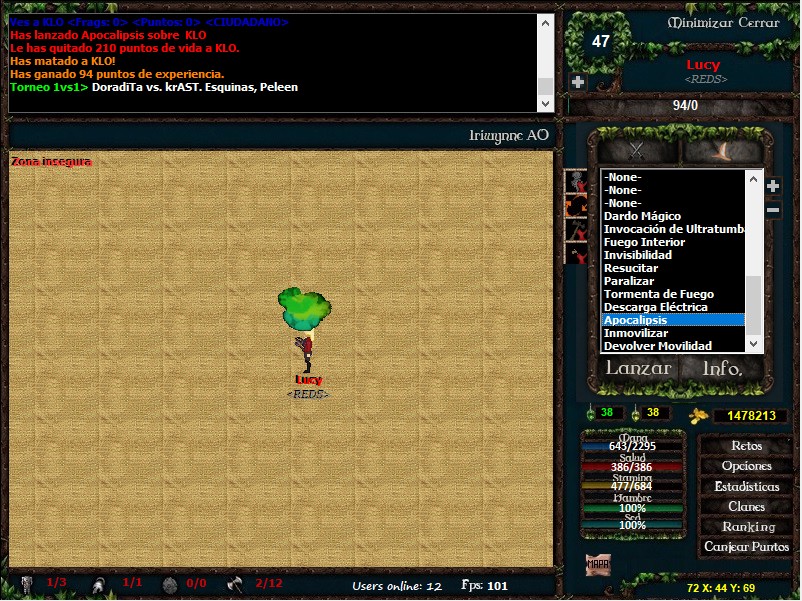 Ves a KLO <Frags: 0> <Puntos: 0> <CIUDADANO>
Has lanzado Apocalipsis sobre KLO
Le has quitado 210 puntos de vida a KLO.
Has matado a KLO!
Has ganado 94 puntos de experiencia.
Torneo 1vs1> DoradiTa vs. krAST. Esquinas, Peleen
Minimizar Cerrar
47
Lucy
<REDS>
94/0
Iriwynne AO
Zona insegura
Lucy
<REDS>
-None-
-None-
-None-
Dardo Mágico
Invocación de Ultratumba
Fuego Interior
Invisibilidad
Resucitar
Paralizar
Tormenta de Fuego
Descarga Eléctrica
Apocalipsis
Inmovilizar
Devolver Movilidad
Lanzar Info.
38 38 1478213
Mana
643/2295
Salud
386/386
Stamina
477/684
Hambre
100%
Sed
100%
Retos
Opciones
Estadísticas
Clanes
Ranking
Canjear Puntos
MAPA
1/3 1/1 0/0 2/12 Users online: 12 Fps: 101
72 X: 44 Y: 69